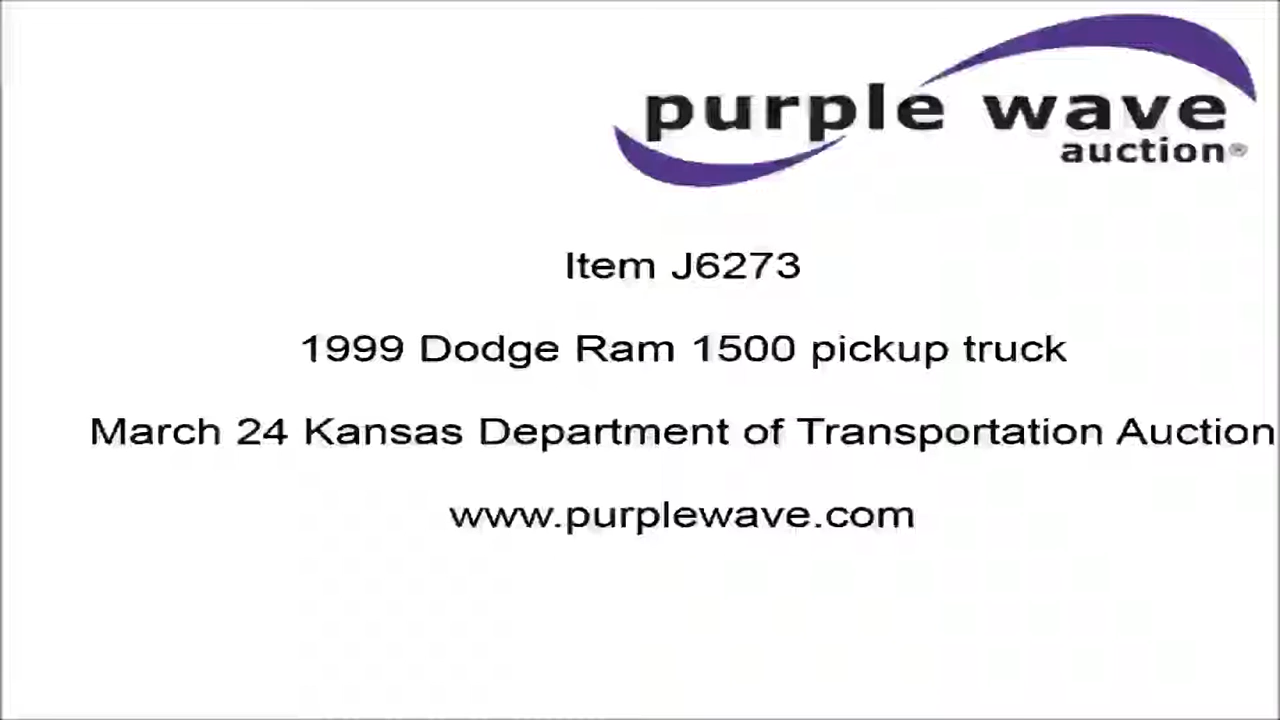 purple wave
auction®
Item J6273
1999 Dodge Ram 1500 pickup truck
March 24 Kansas Department of Transportation Auction
www.purplewave.com